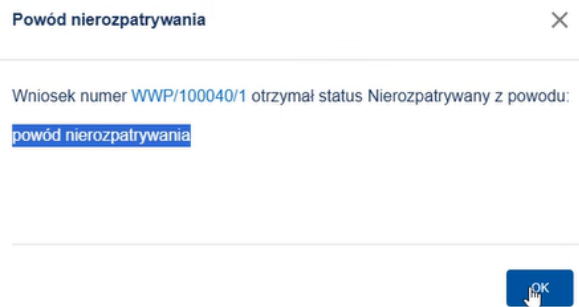 Powód nierozpatrywania
Wniosek numer WWP/100040/1 otrzymał status Nierozpatrywany z powodu:
powód nierozpatrywania
OK